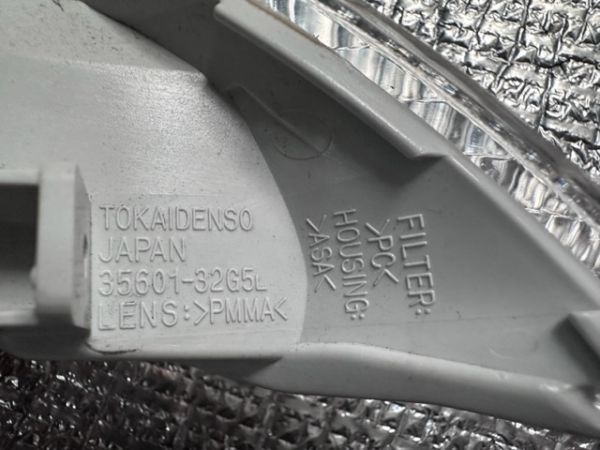 TOKAIDENSO
JAPAN
35601-32G5L
LENS:>PMMA<
FILTER:
>PC<
HOUSING:
>ASA<